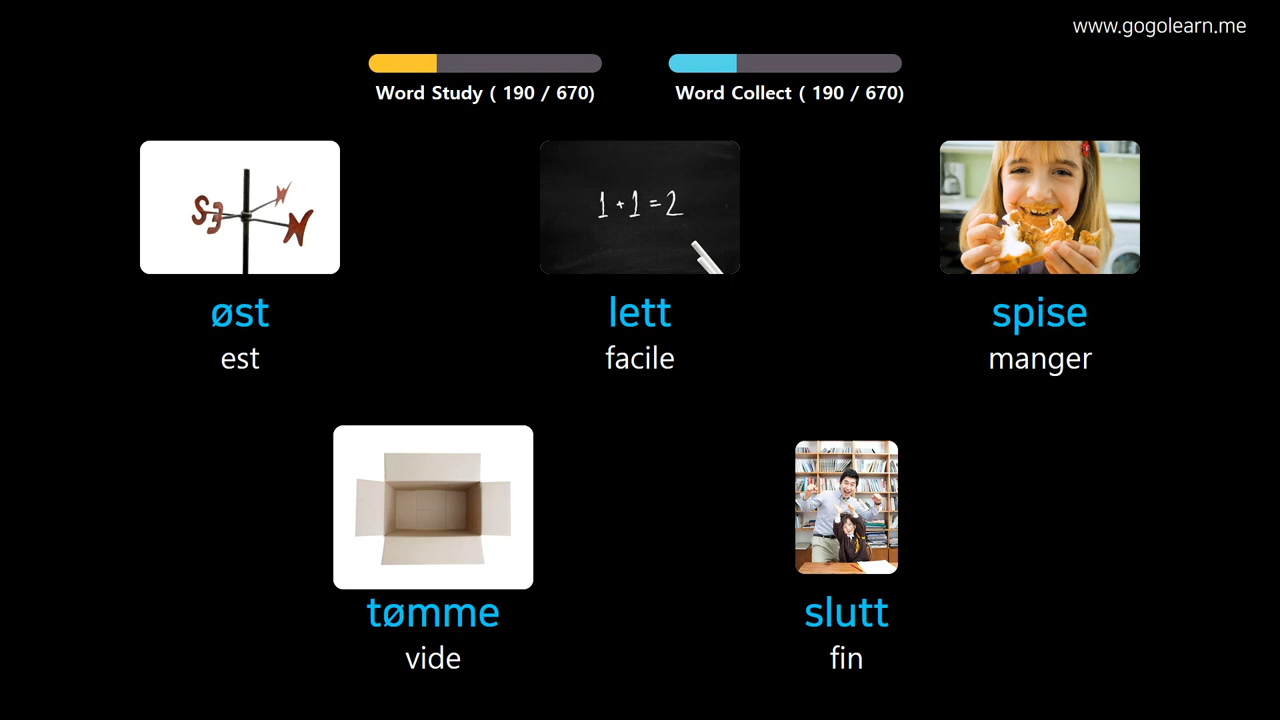 www.gogolearn.me
Word Study ( 190 / 670)
Word Collect ( 190 / 670)
S E W N
1 + 1 = 2
øst
lett
spise
est
facile
manger
tømme
slutt
vide
fin